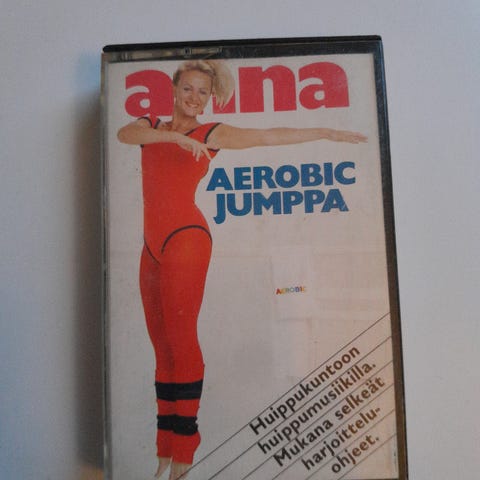 anna
AEROBIC
JUMPPA
AEROBIC
Huippukuntoon
huippumusiikilla.
Mukana selkeät
harjoittelu-
ohjeet.